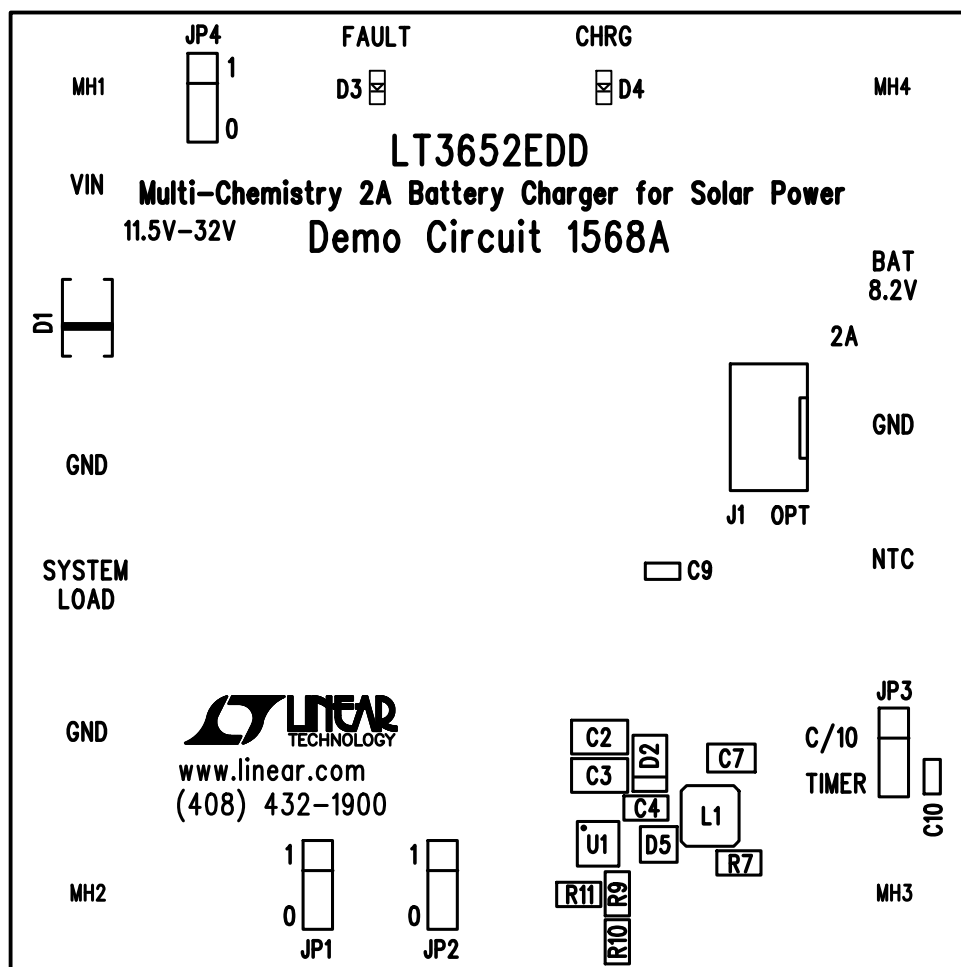 JP4
FAULT
CHRG
MH1
1
0
D3
D4
MH4
LT3652EDD
VIN
Multi-Chemistry 2A Battery Charger for Solar Power
11.5V-32V
Demo Circuit 1568A
BAT
8.2V
D1
2A
GND
GND
J1 OPT
SYSTEM
LOAD
C9
NTC
GND
LINEAR
TECHNOLOGY
www.linear.com
(408) 432-1900
C2
D2
C7
C3
C4
L1
U1
D5
R7
R11
R9
R10
JP3
C/10
TIMER
C10
MH2
1
0
JP1
1
0
JP2
MH3